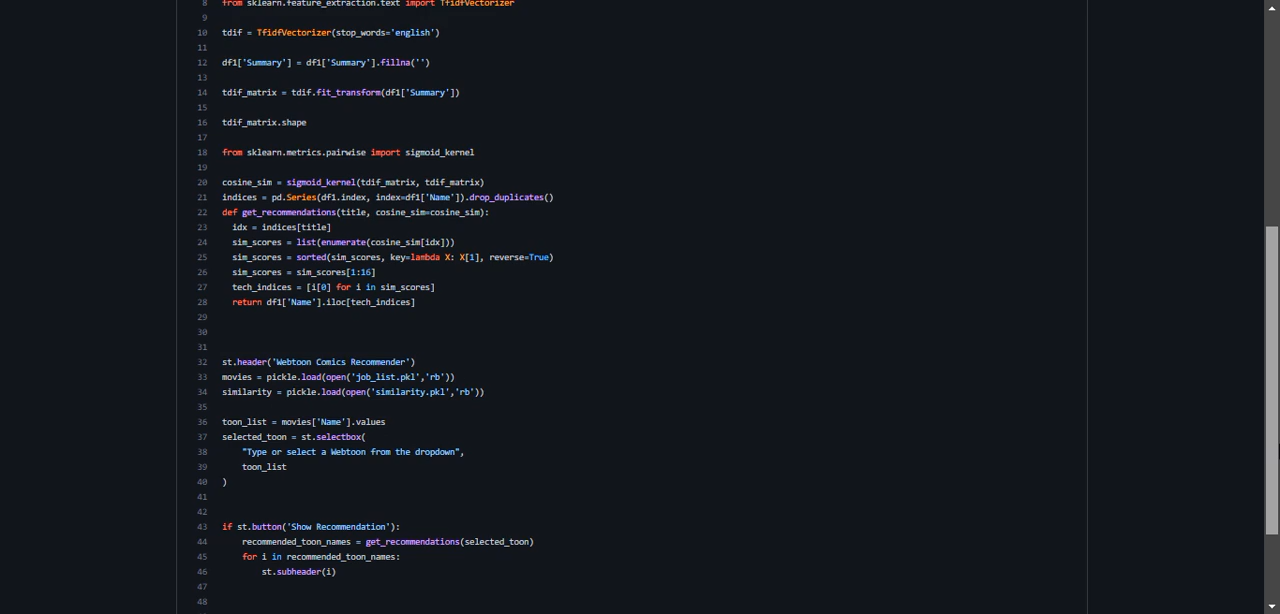 8 from sklearn.feature_extraction.text import TfidfVectorizer
9
10 tdif = TfidfVectorizer(stop_words='english')
11
12 df1['Summary'] = df1['Summary'].fillna('')
13
14 tdif_matrix = tdif.fit_transform(df1['Summary'])
15
16 tdif_matrix.shape
17
18 from sklearn.metrics.pairwise import sigmoid_kernel
19
20 cosine_sim = sigmoid_kernel(tdif_matrix, tdif_matrix)
21 indices = pd.Series(df1.index, index=df1['Name']).drop_duplicates()
22 def get_recommendations(title, cosine_sim=cosine_sim):
23   idx = indices[title]
24   sim_scores = list(enumerate(cosine_sim[idx]))
25   sim_scores = sorted(sim_scores, key=lambda X: X[1], reverse=True)
26   sim_scores = sim_scores[1:16]
27   tech_indices = [i[0] for i in sim_scores]
28   return df1['Name'].iloc[tech_indices]
29
30
31
32 st.header('Webtoon Comics Recommender')
33 movies = pickle.load(open('job_list.pkl','rb'))
34 similarity = pickle.load(open('similarity.pkl','rb'))
35
36 toon_list = movies['Name'].values
37 selected_toon = st.selectbox(
38     "Type or select a Webtoon from the dropdown",
39     toon_list
40 )
41
42
43 if st.button('Show Recommendation'):
44     recommended_toon_names = get_recommendations(selected_toon)
45     for i in recommended_toon_names:
46         st.subheader(i)
47
48